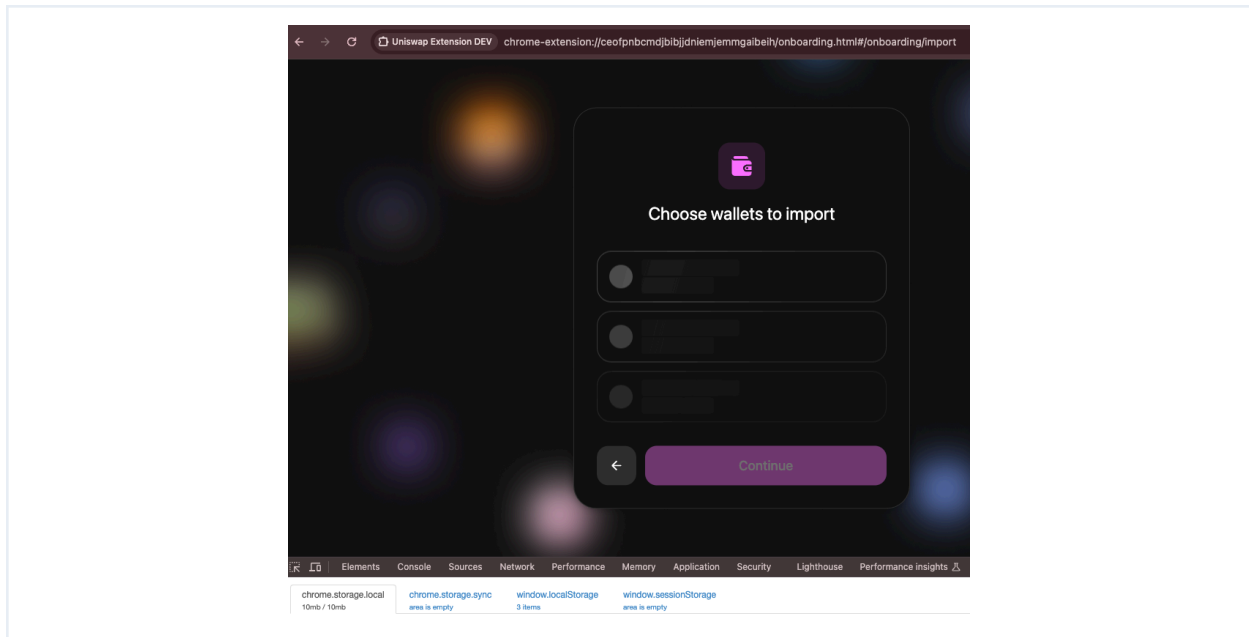 Uniswap Extension DEV chrome-extension://ceofpnbcmdjbibjjdniemjemmgaibeih/onboarding.html#/onboarding/import
Choose wallets to import
Continue
Elements Console Sources Network Performance Memory Application Security Lighthouse Performance insights
chrome.storage.local chrome.storage.sync window.localStorage window.sessionStorage
10mb / 10mb area is empty 3 items area is empty